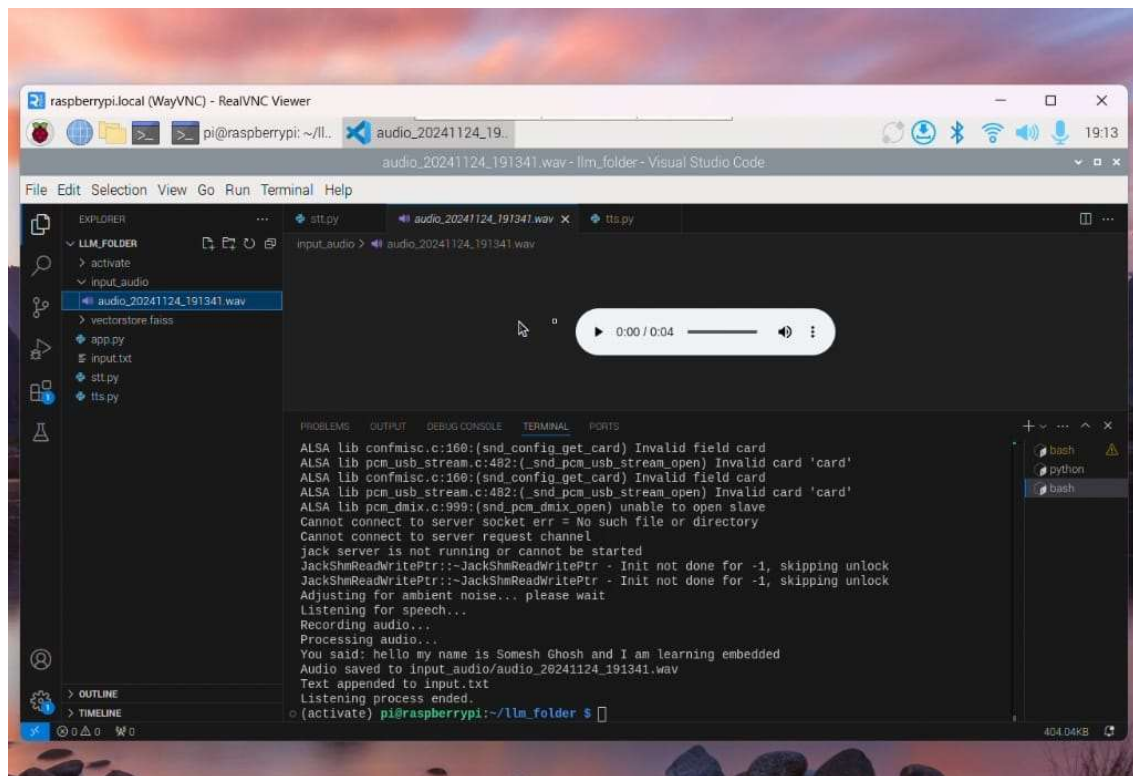 raspberrypi.local (WayVNC) - RealVNC Viewer
pi@raspberrypi: ~/ll.. audio_20241124_19.. 19:13
audio_20241124_191341.wav - llm_folder - Visual Studio Code
File Edit Selection View Go Run Terminal Help
EXPLORER
LLM_FOLDER
activate
input_audio
audio_20241124_191341.wav
vectorstore.faiss
app.py
input.txt
stt.py
tts.py
OUTLINE
TIMELINE
stt.py audio_20241124_191341.wav tts.py
input_audio > audio_20241124_191341.wav
0:00 / 0:04
PROBLEMS OUTPUT DEBUG CONSOLE TERMINAL PORTS
ALSA lib confmisc.c:160:(snd_config_get_card) Invalid field card
ALSA lib pcm_usb_stream.c:482:(_snd_pcm_usb_stream_open) Invalid card 'card'
ALSA lib confmisc.c:160:(snd_config_get_card) Invalid field card
ALSA lib pcm_usb_stream.c:482:(_snd_pcm_usb_stream_open) Invalid card 'card'
ALSA lib pcm_dmix.c:999:(snd_pcm_dmix_open) unable to open slave
Cannot connect to server socket err = No such file or directory
Cannot connect to server request channel
jack server is not running or cannot be started
JackShmReadWritePtr::~JackShmReadWritePtr - Init not done for -1, skipping unlock
JackShmReadWritePtr::~JackShmReadWritePtr - Init not done for -1, skipping unlock
Adjusting for ambient noise... please wait
Listening for speech...
Recording audio...
Processing audio...
You said: hello my name is Somesh Ghosh and I am learning embedded
Audio saved to input_audio/audio_20241124_191341.wav
Text appended to input.txt
Listening process ended.
(activate) pi@raspberrypi:~/llm_folder $
bash
python
bash
0 0 0 404.04KB